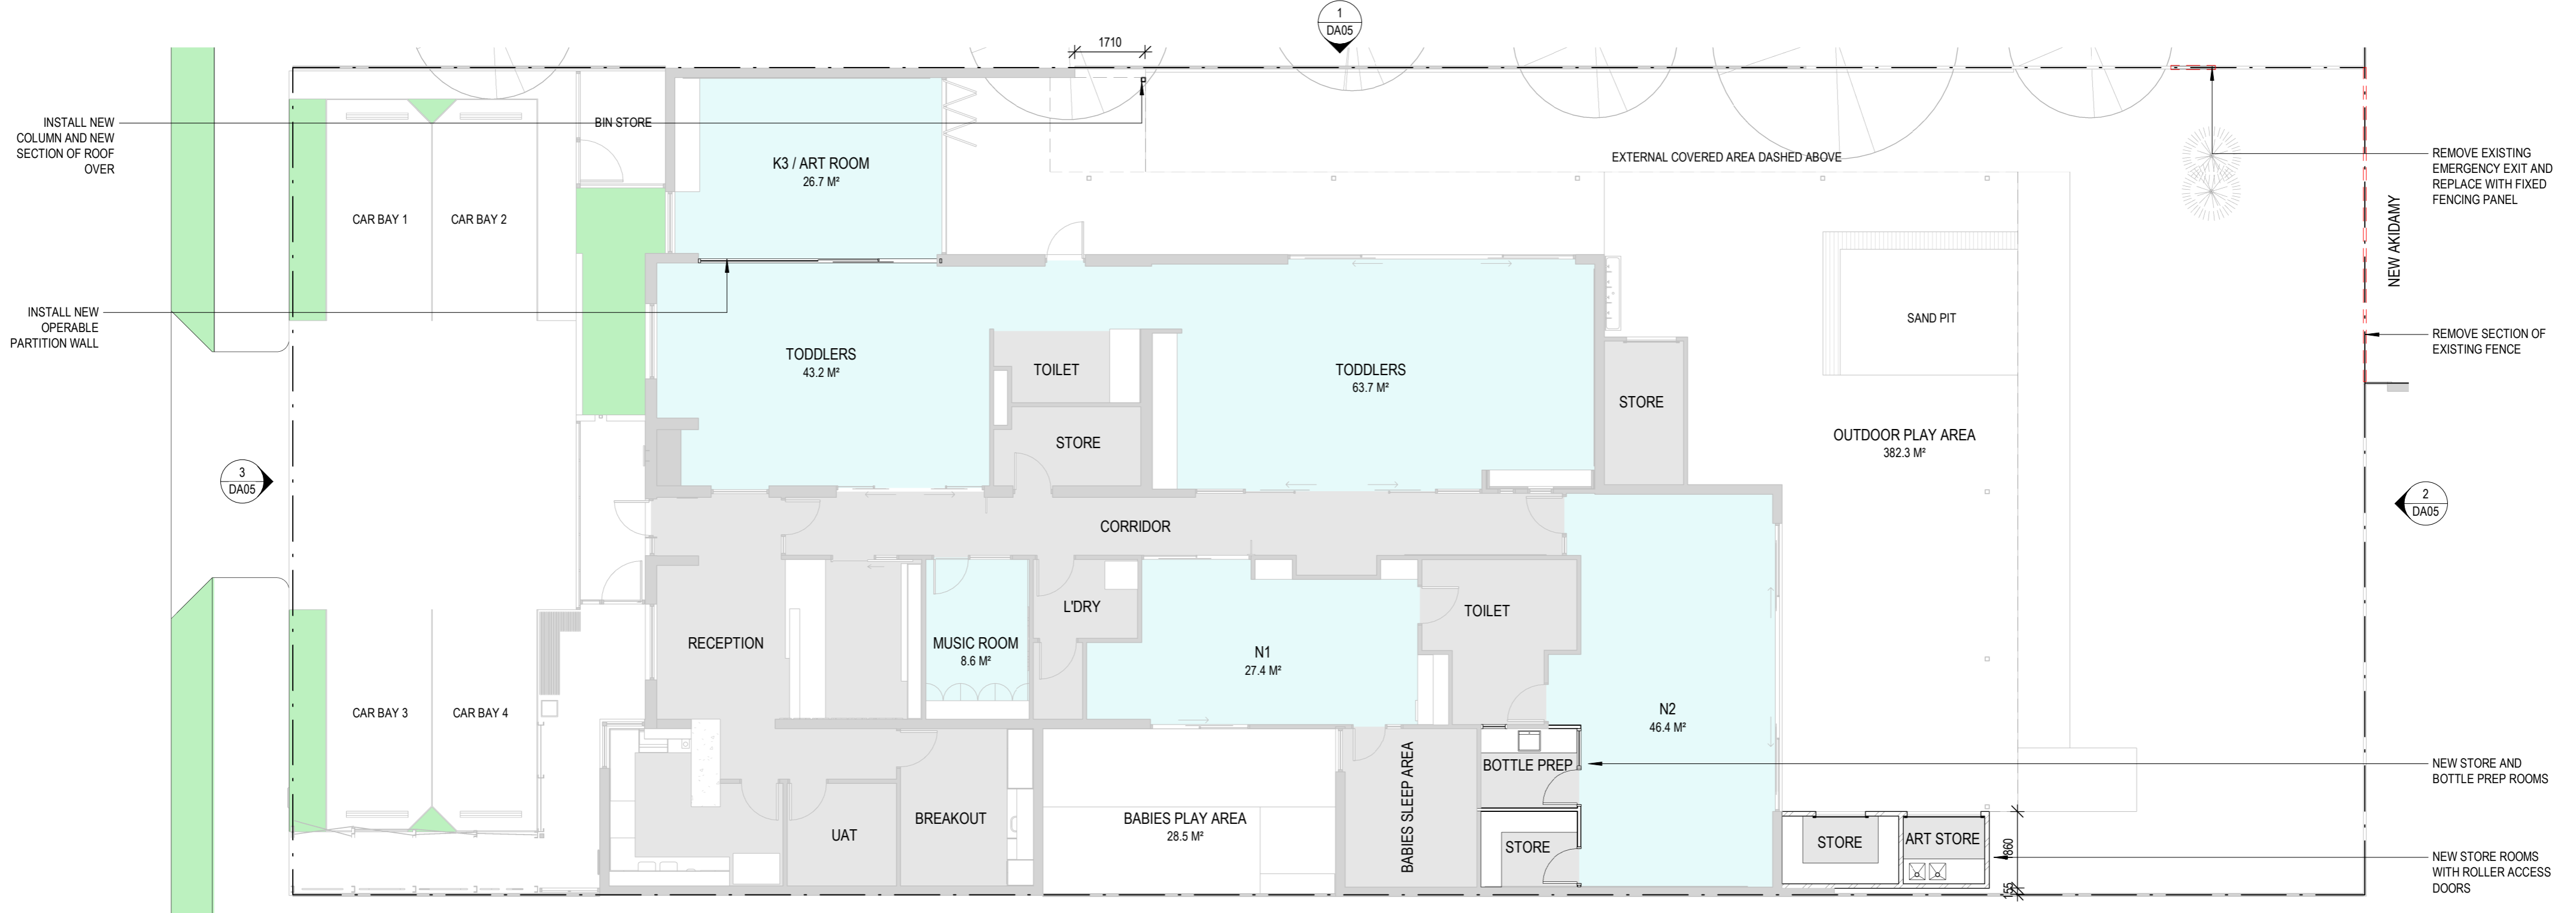 1
DA05
1710
INSTALL NEW
COLUMN AND NEW
SECTION OF ROOF
OVER
BIN STORE
K3 / ART ROOM
26.7 M²
EXTERNAL COVERED AREA DASHED ABOVE
REMOVE EXISTING
EMERGENCY EXIT AND
REPLACE WITH FIXED
FENCING PANEL
CAR BAY 1
CAR BAY 2
NEW AKIDAMY
INSTALL NEW
OPERABLE
PARTITION WALL
SAND PIT
REMOVE SECTION OF
EXISTING FENCE
TODDLERS
43.2 M²
TOILET
TODDLERS
63.7 M²
STORE
STORE
OUTDOOR PLAY AREA
382.3 M²
3
DA05
2
DA05
CORRIDOR
L'DRY
TOILET
RECEPTION
MUSIC ROOM
8.6 M²
N1
27.4 M²
CAR BAY 3
CAR BAY 4
N2
46.4 M²
BABIES SLEEP AREA
BOTTLE PREP
NEW STORE AND
BOTTLE PREP ROOMS
UAT
BREAKOUT
BABIES PLAY AREA
28.5 M²
STORE
STORE
ART STORE
155
NEW STORE ROOMS
WITH ROLLER ACCESS
DOORS